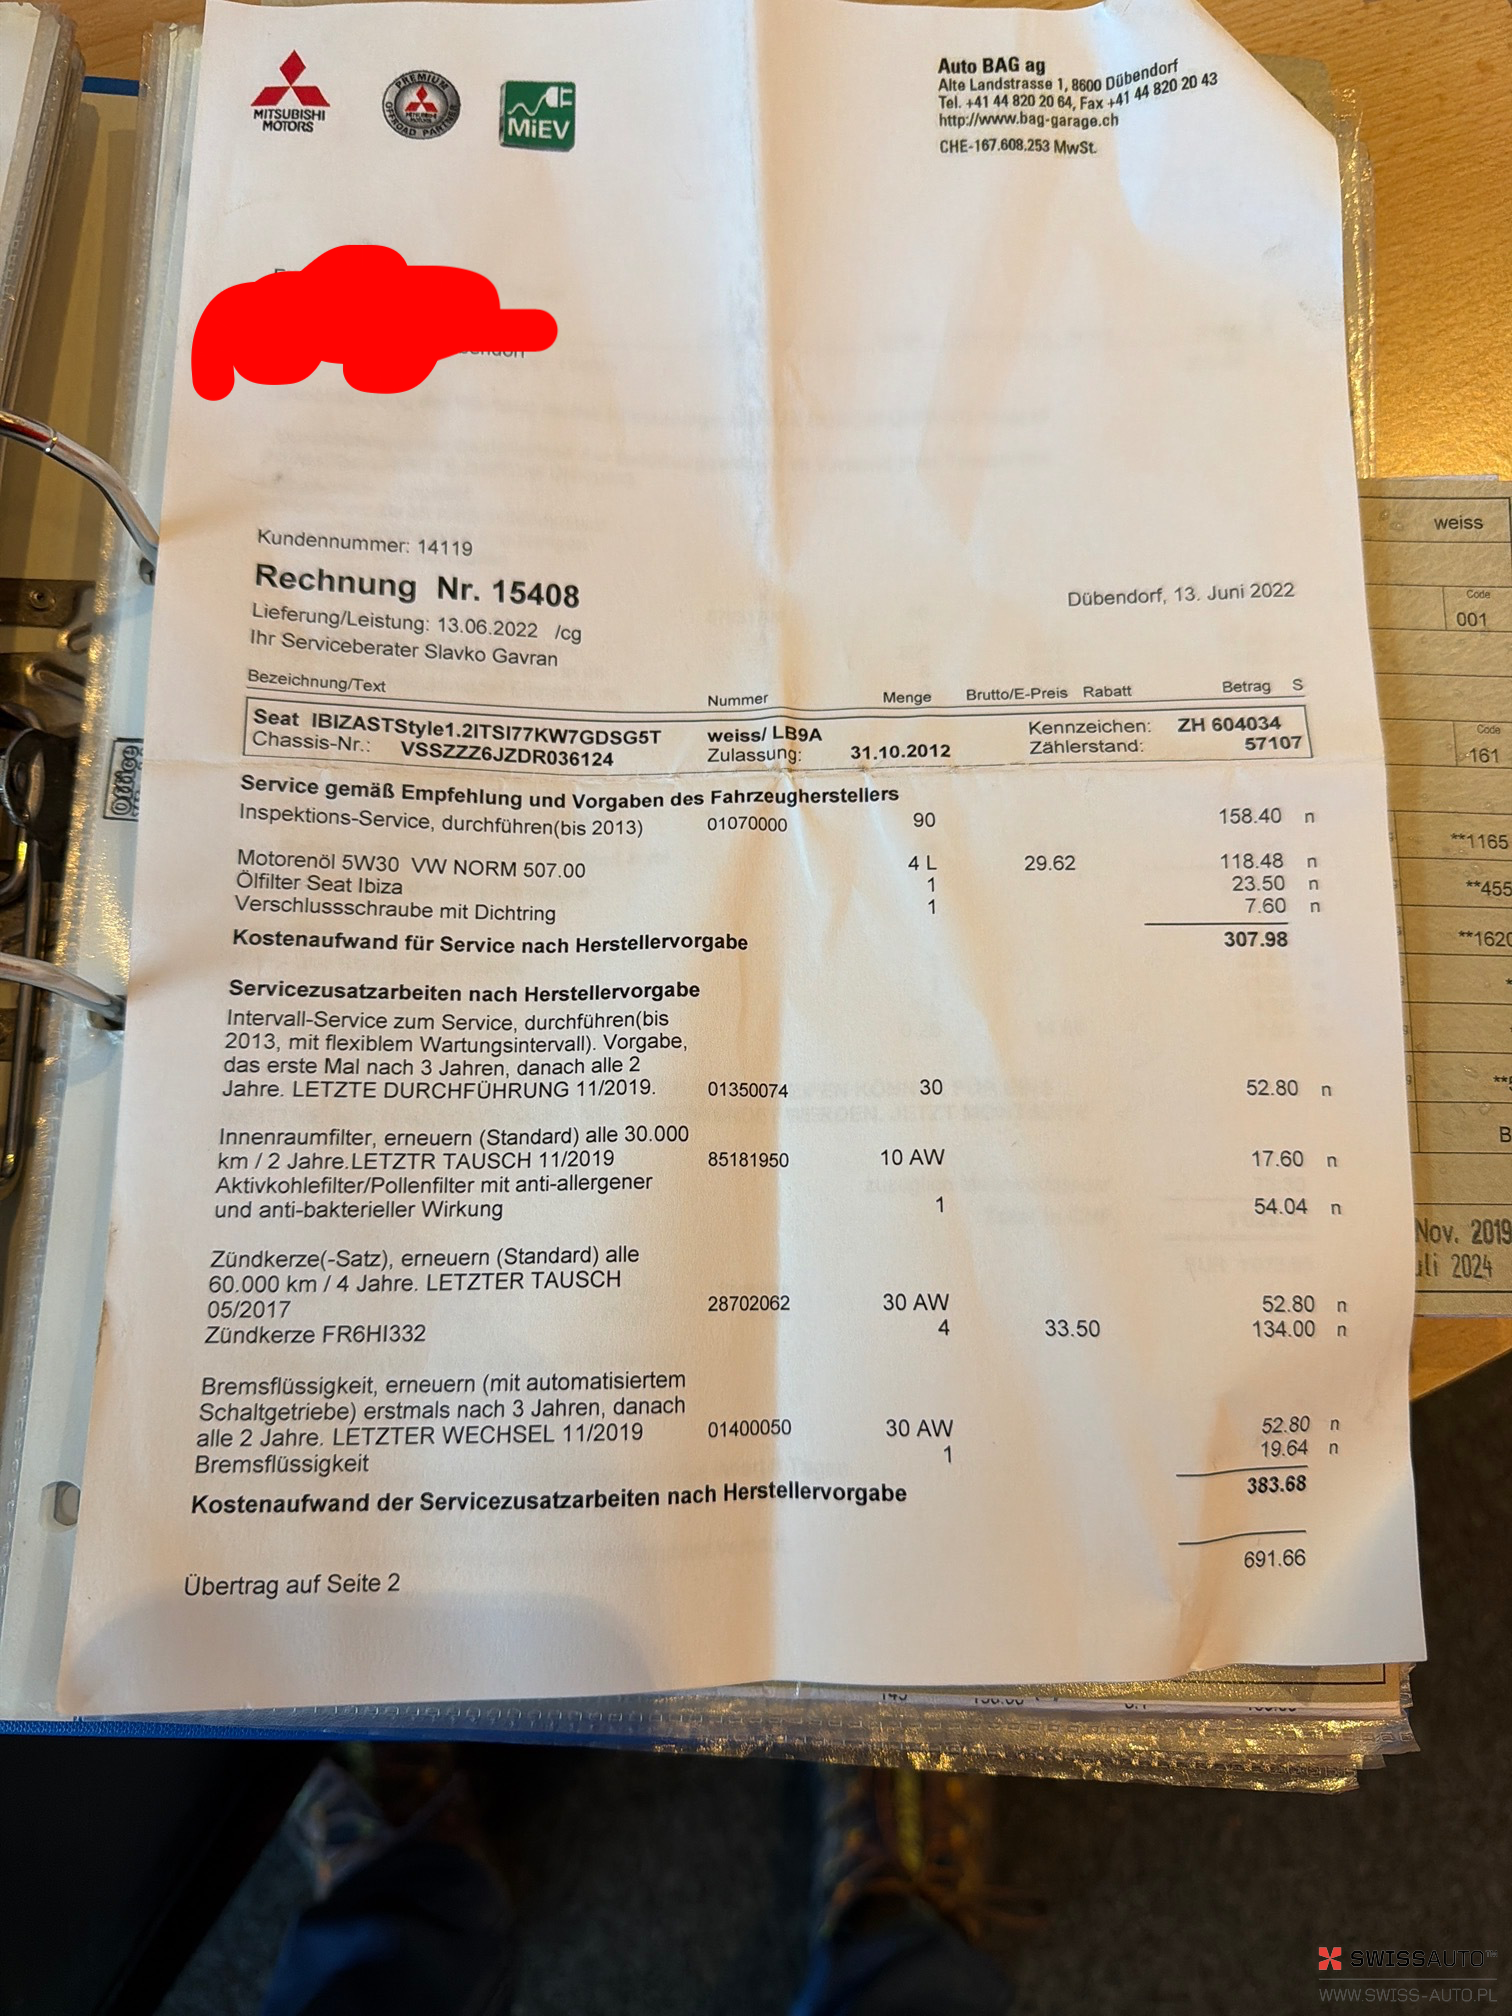 MITSUBISHI
MOTORS
PREMIUM
MITSUBISHI
MOTORS
OFFROAD PARTNER
MiEV
Auto BAG ag
Alte Landstrasse 1, 8600 Dübendorf
Tel. +41 44 820 20 64, Fax +41 44 820 20 43
http://www.bag-garage.ch
CHE-167.608.253 MwSt.
Kundennummer: 14119
Rechnung Nr. 15408
Dübendorf, 13. Juni 2022
Lieferung/Leistung: 13.06.2022 /cg
Ihr Serviceberater Slavko Gavran
Bezeichnung/Text Nummer Menge Brutto/E-Preis Rabatt Betrag S
Seat IBIZASTStyle1.2ITSI77KW7GDSG5T weiss/ LB9A Kennzeichen: ZH 604034
Chassis-Nr.: VSSZZZ6JZDR036124 Zulassung: 31.10.2012 Zählerstand: 57107
Service gemäß Empfehlung und Vorgaben des Fahrzeugherstellers
Inspektions-Service, durchführen(bis 2013) 01070000 90 158.40 n
Motorenöl 5W30 VW NORM 507.00 4 L 29.62 118.48 n
Ölfilter Seat Ibiza 1 23.50 n
Verschlussschraube mit Dichtring 1 7.60 n
Kostenaufwand für Service nach Herstellervorgabe 307.98
Servicezusatzarbeiten nach Herstellervorgabe
Intervall-Service zum Service, durchführen(bis
2013, mit flexiblem Wartungsintervall). Vorgabe,
das erste Mal nach 3 Jahren, danach alle 2
Jahre. LETZTE DURCHFÜHRUNG 11/2019. 01350074 30 52.80 n
Innenraumfilter, erneuern (Standard) alle 30.000
km / 2 Jahre.LETZTR TAUSCH 11/2019 85181950 10 AW 17.60 n
Aktivkohlefilter/Pollenfilter mit anti-allergener
und anti-bakterieller Wirkung 1 54.04 n
Zündkerze(-Satz), erneuern (Standard) alle
60.000 km / 4 Jahre. LETZTER TAUSCH
05/2017 28702062 30 AW 52.80 n
Zündkerze FR6HI332 4 33.50 134.00 n
Bremsflüssigkeit, erneuern (mit automatisiertem
Schaltgetriebe) erstmals nach 3 Jahren, danach
alle 2 Jahre. LETZTER WECHSEL 11/2019 01400050 30 AW 52.80 n
Bremsflüssigkeit 1 19.64 n
Kostenaufwand der Servicezusatzarbeiten nach Herstellervorgabe 383.68
691.66
Übertrag auf Seite 2
weiss
Code
001
Code
161
**1165
**455
**1620
Nov. 2019
uli 2024
Office
SWISSAUTO
WWW.SWISS-AUTO.PL